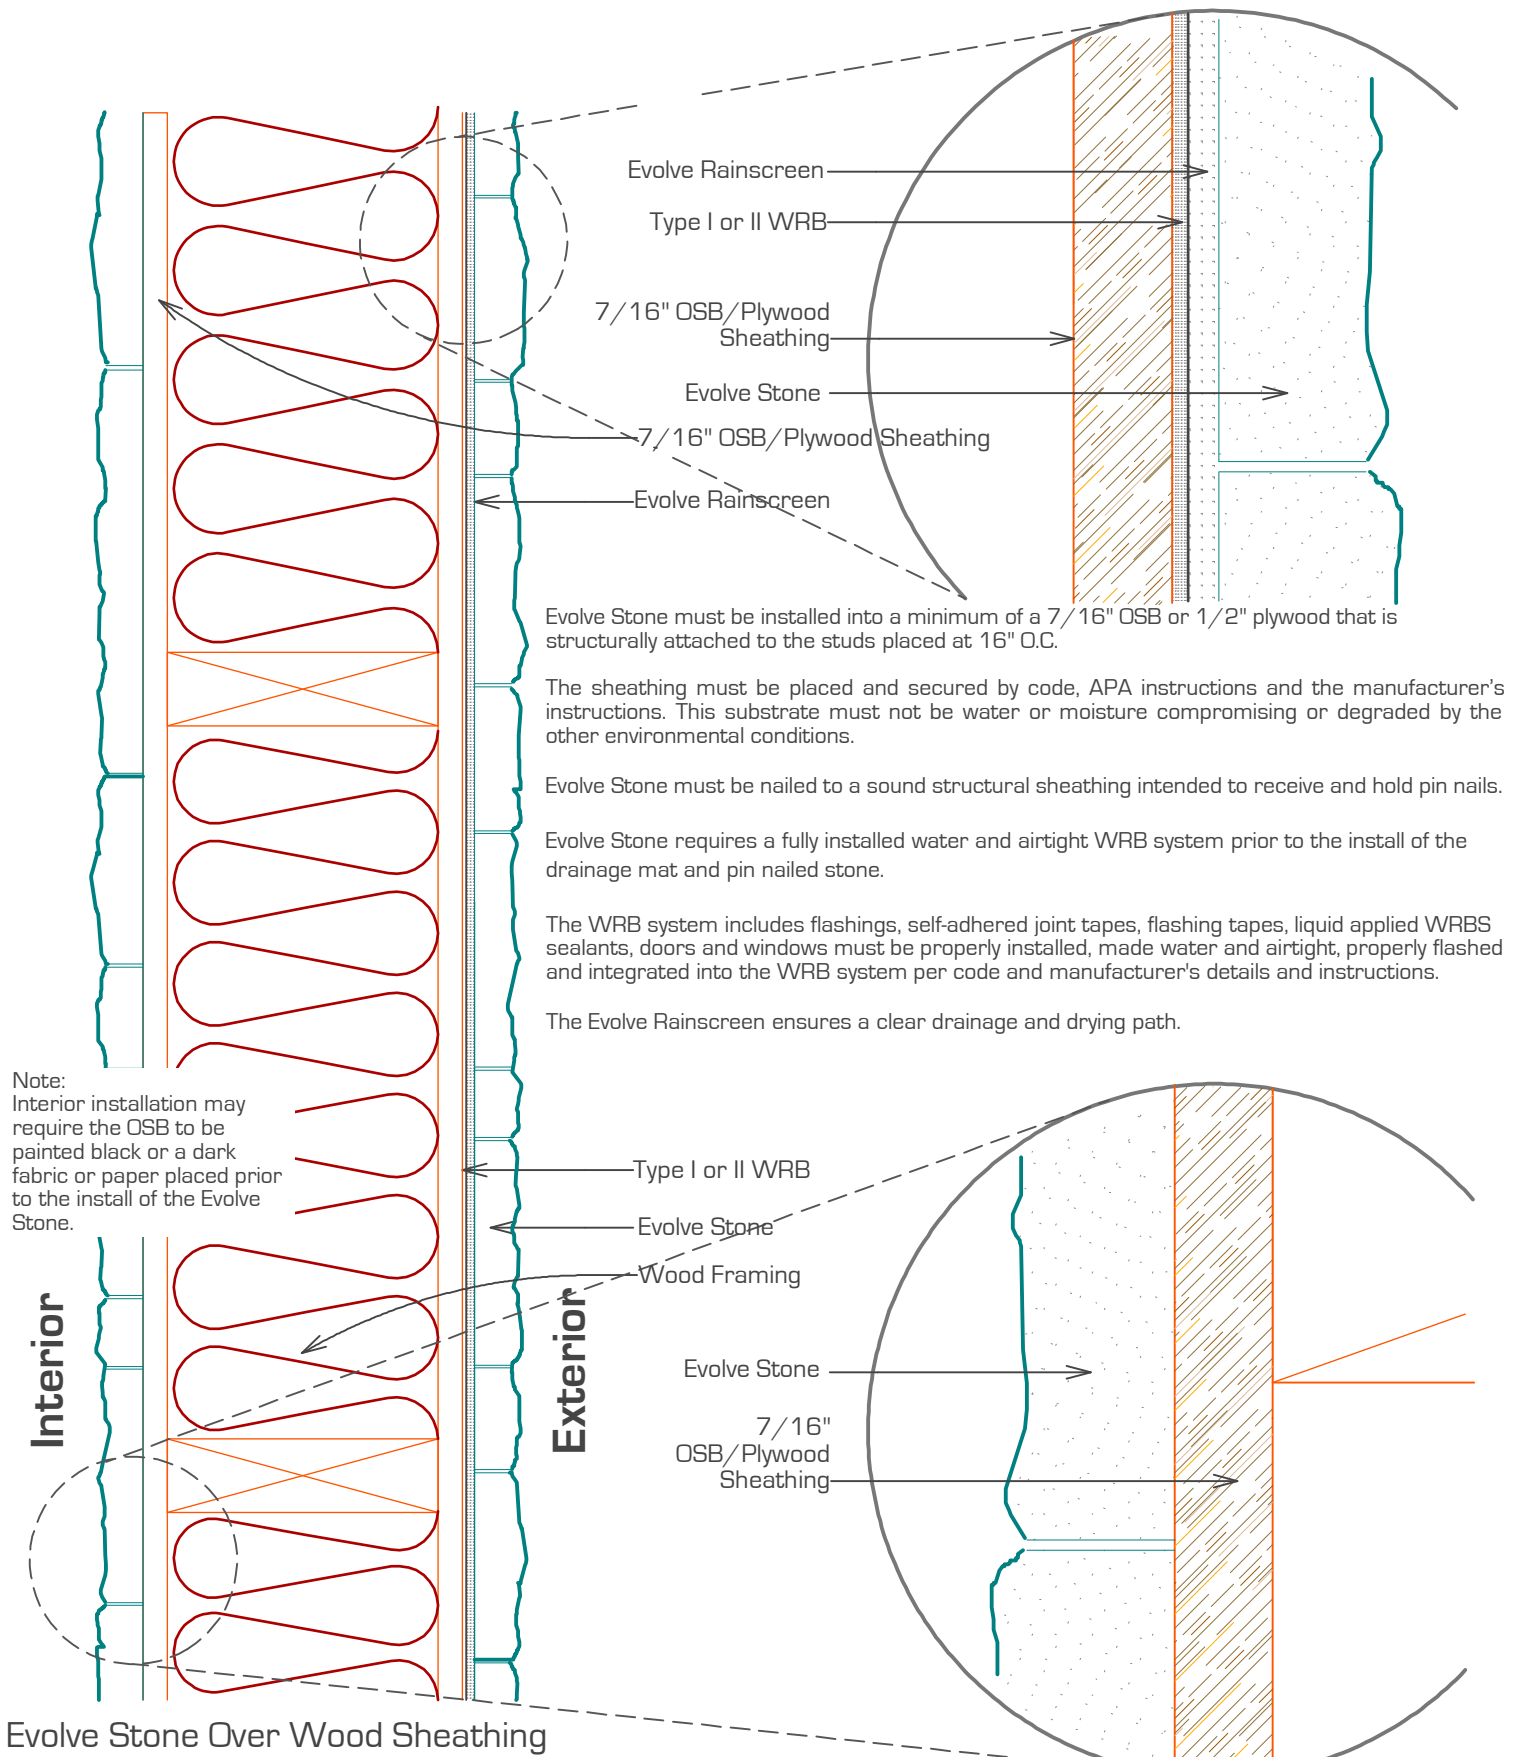 Evolve Rainscreen
Type I or II WRB
7/16" OSB/Plywood
Sheathing
Evolve Stone
7/16" OSB/Plywood Sheathing
Evolve Rainscreen
Evolve Stone must be installed into a minimum of a 7/16" OSB or 1/2" plywood that is
structurally attached to the studs placed at 16" O.C.
The sheathing must be placed and secured by code, APA instructions and the manufacturer's
instructions. This substrate must not be water or moisture compromising or degraded by the
other environmental conditions.
Evolve Stone must be nailed to a sound structural sheathing intended to receive and hold pin nails.
Evolve Stone requires a fully installed water and airtight WRB system prior to the install of the
drainage mat and pin nailed stone.
The WRB system includes flashings, self-adhered joint tapes, flashing tapes, liquid applied WRBS
sealants, doors and windows must be properly installed, made water and airtight, properly flashed
and integrated into the WRB system per code and manufacturer's details and instructions.
The Evolve Rainscreen ensures a clear drainage and drying path.
Note:
Interior installation may
require the OSB to be
painted black or a dark
fabric or paper placed prior
to the install of the Evolve
Stone.
Type I or II WRB
Evolve Stone
Wood Framing
Interior
Exterior
Evolve Stone
7/16"
OSB/Plywood
Sheathing
Evolve Stone Over Wood Sheathing